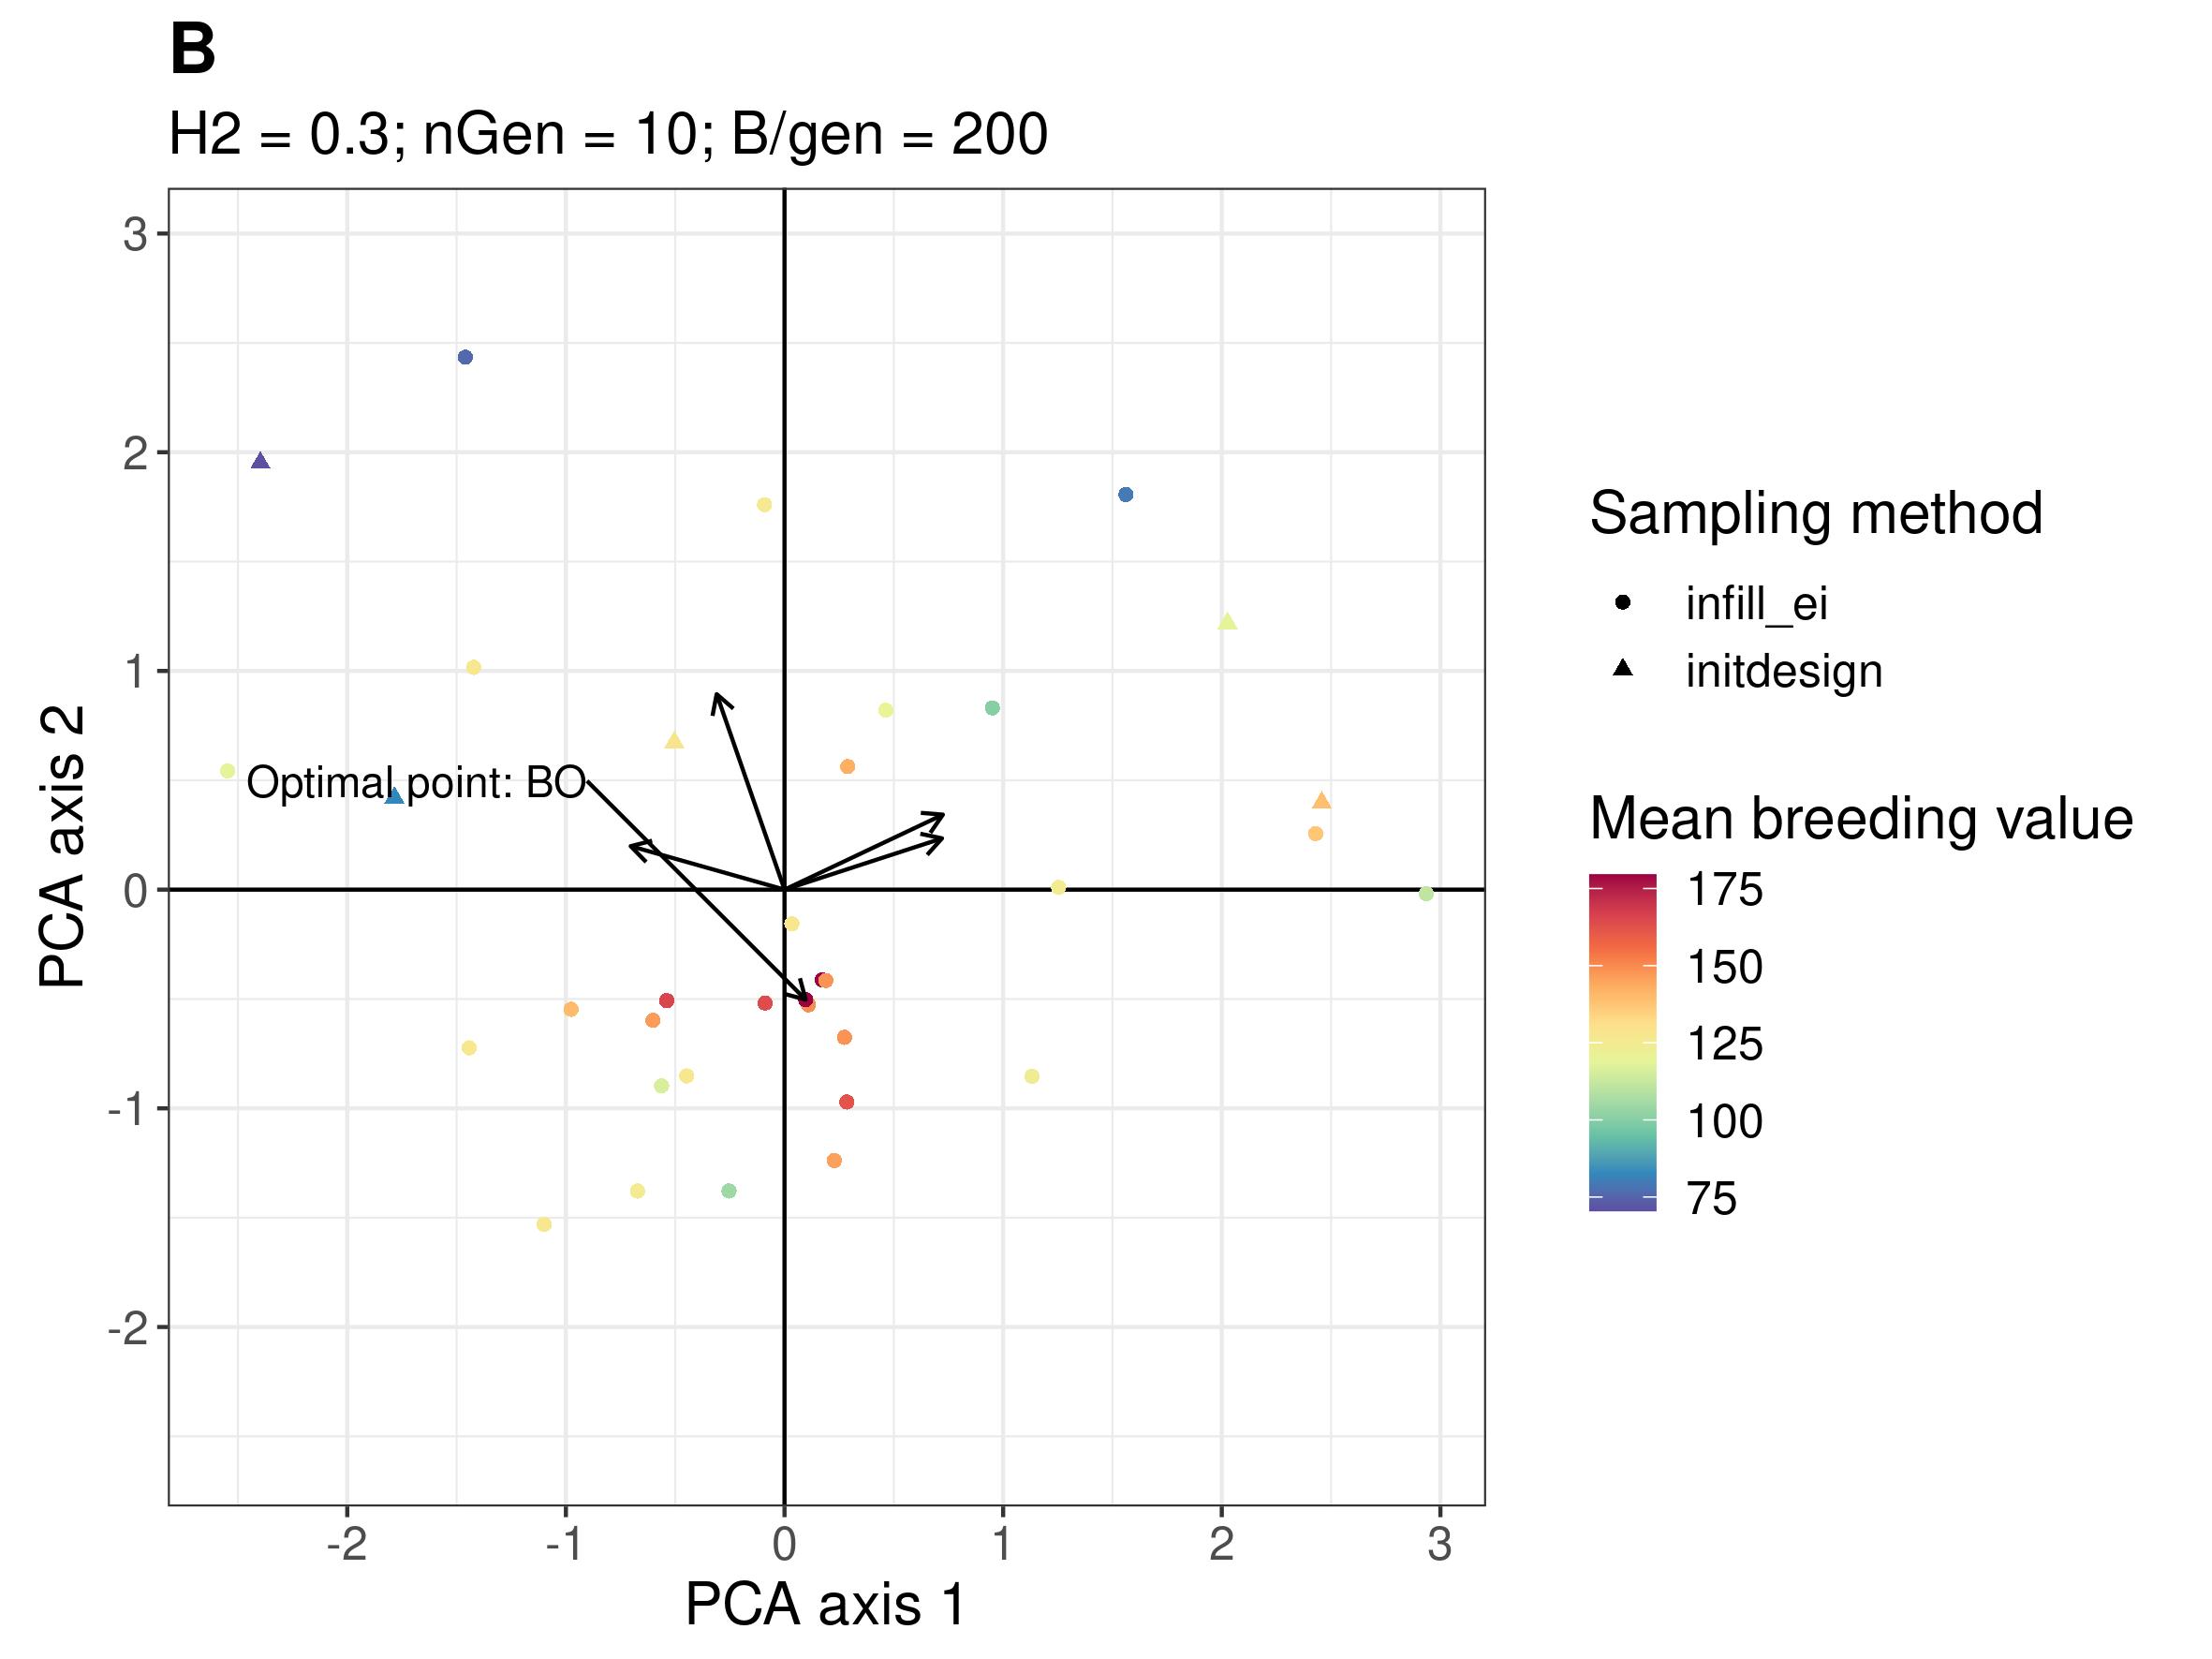 B
H2 = 0.3; nGen = 10; B/gen = 200
3
2
1
0
-1
-2
PCA axis 2
Optimal point: BO
-2
-1
0
1
2
3
PCA axis 1
Sampling method
infill_ei
initdesign
Mean breeding value
175
150
125
100
75